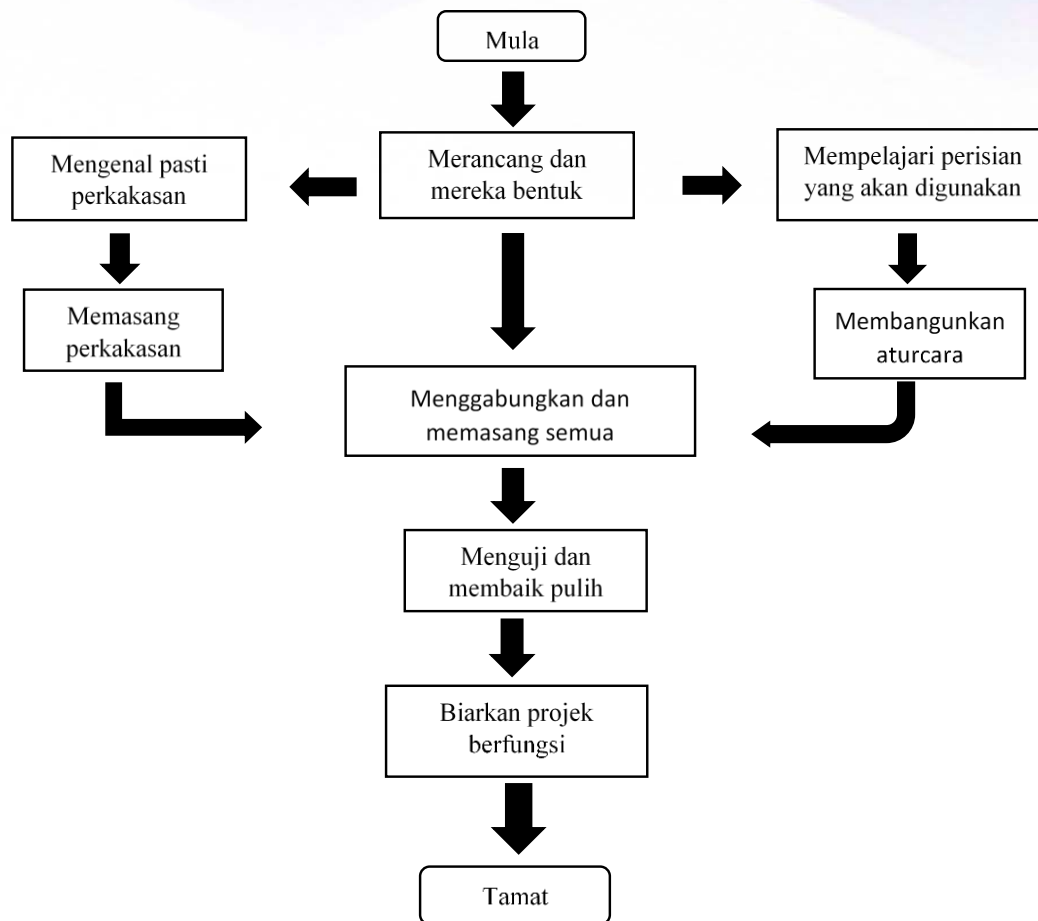 Mula
Mengenal pasti
perkakasan
Merancang dan
mereka bentuk
Mempelajari perisian
yang akan digunakan
Memasang
perkakasan
Membangunkan
aturcara
Menggabungkan dan
memasang semua
Menguji dan
membaik pulih
Biarkan projek
berfungsi
Tamat